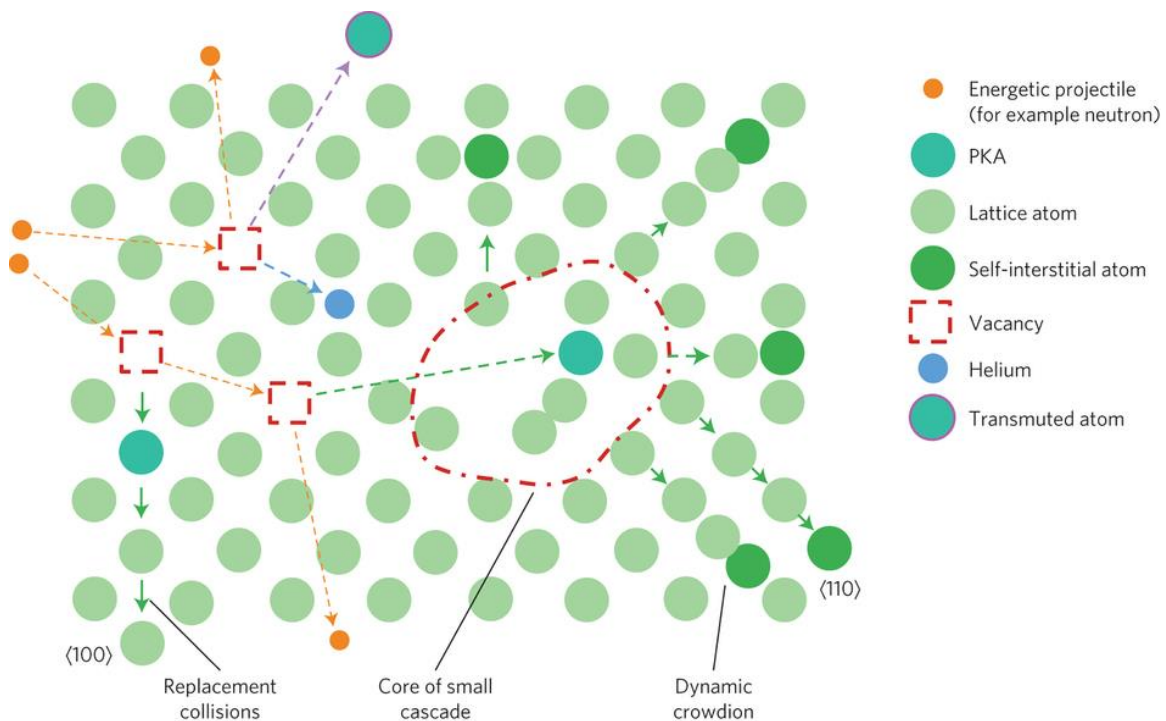 Energetic projectile
(for example neutron)
PKA
Lattice atom
Self-interstitial atom
Vacancy
Helium
Transmuted atom
⟨100⟩
⟨110⟩
Replacement
collisions
Core of small
cascade
Dynamic
crowdion